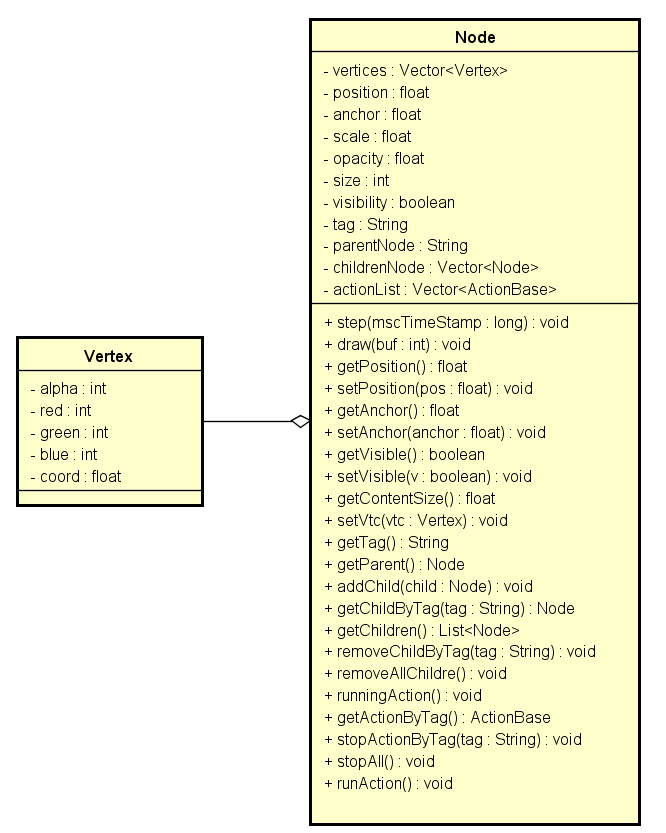 Node
- vertices : Vector<Vertex>
- position : float
- anchor : float
- scale : float
- opacity : float
- size : int
- visibility : boolean
- tag : String
- parentNode : String
- childrenNode : Vector<Node>
- actionList : Vector<ActionBase>
+ step(mscTimeStamp : long) : void
+ draw(buf : int) : void
+ getPosition() : float
+ setPosition(pos : float) : void
+ getAnchor() : float
+ setAnchor(anchor : float) : void
+ getVisible() : boolean
+ setVisible(v : boolean) : void
+ getContentSize() : float
+ setVtc(vtc : Vertex) : void
+ getTag() : String
+ getParent() : Node
+ addChild(child : Node) : void
+ getChildByTag(tag : String) : Node
+ getChildren() : List<Node>
+ removeChildByTag(tag : String) : void
+ removeAllChildre() : void
+ runningAction() : void
+ getActionByTag() : ActionBase
+ stopActionByTag(tag : String) : void
+ stopAll() : void
+ runAction() : void
Vertex
- alpha : int
- red : int
- green : int
- blue : int
- coord : float